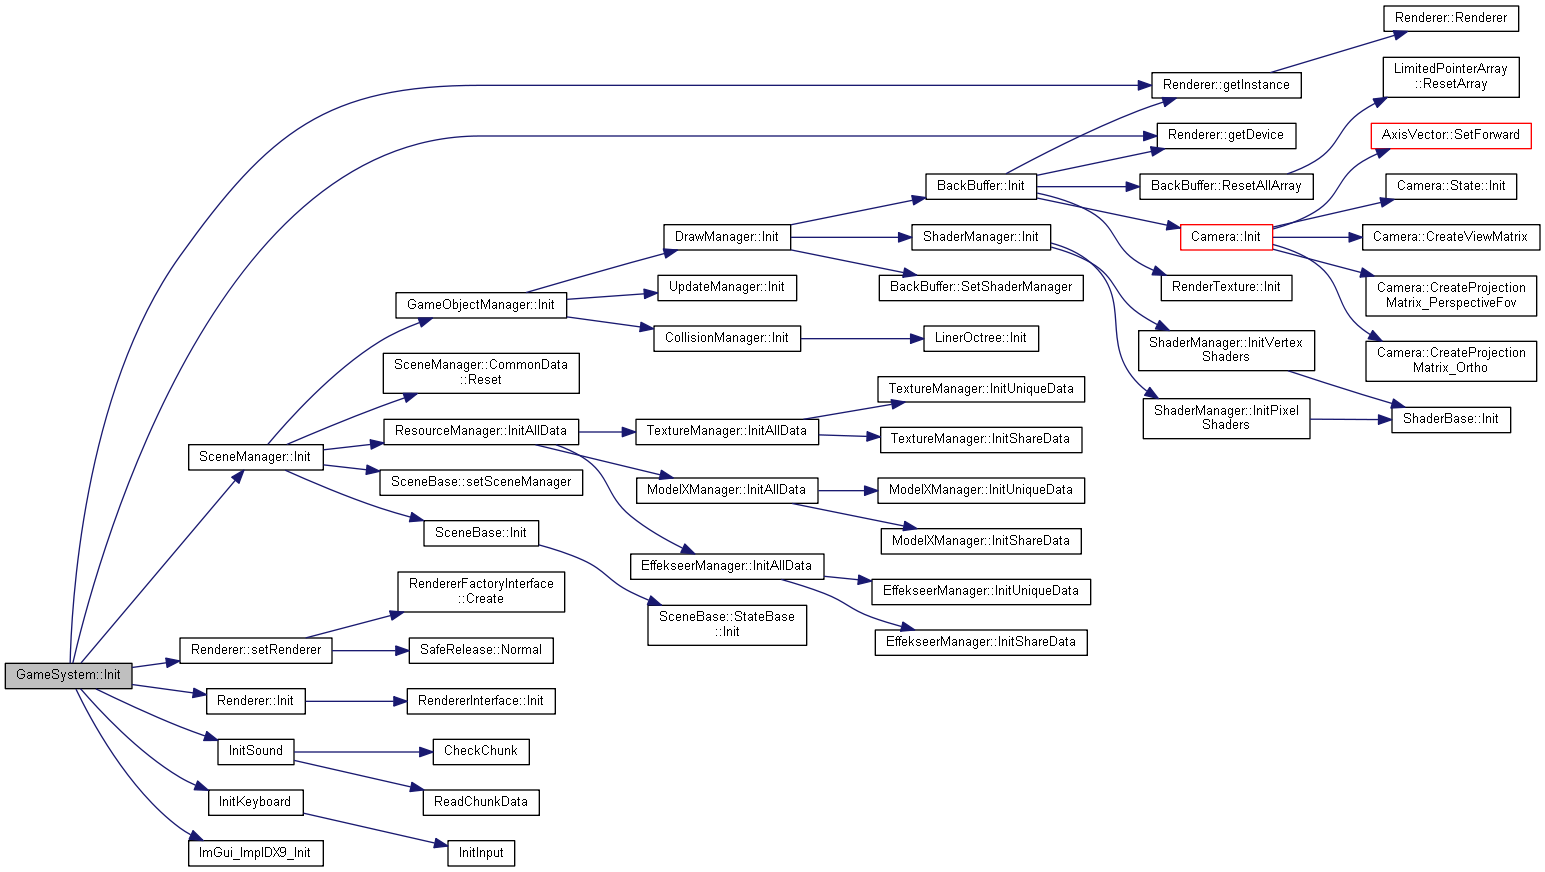 Renderer::Renderer
LimitedPointerArray
::ResetArray
Renderer::getInstance
Renderer::getDevice
AxisVector::SetForward
BackBuffer::Init
BackBuffer::ResetAllArray
Camera::State::Init
DrawManager::Init
ShaderManager::Init
Camera::Init
Camera::CreateViewMatrix
UpdateManager::Init
BackBuffer::SetShaderManager
RenderTexture::Init
Camera::CreateProjection
Matrix_PerspectiveFov
GameObjectManager::Init
CollisionManager::Init
LinerOctree::Init
ShaderManager::InitVertex
Shaders
Camera::CreateProjection
Matrix_Ortho
SceneManager::CommonData
::Reset
TextureManager::InitUniqueData
ShaderManager::InitPixel
Shaders
ShaderBase::Init
ResourceManager::InitAllData
TextureManager::InitAllData
TextureManager::InitShareData
SceneManager::Init
SceneBase::setSceneManager
ModelXManager::InitAllData
ModelXManager::InitUniqueData
SceneBase::Init
ModelXManager::InitShareData
EffekseerManager::InitAllData
EffekseerManager::InitUniqueData
RendererFactoryInterface
::Create
SceneBase::StateBase
::Init
EffekseerManager::InitShareData
Renderer::setRenderer
SafeRelease::Normal
GameSystem::Init
Renderer::Init
RendererInterface::Init
InitSound
CheckChunk
InitKeyboard
ReadChunkData
ImGui_ImplDX9_Init
InitInput